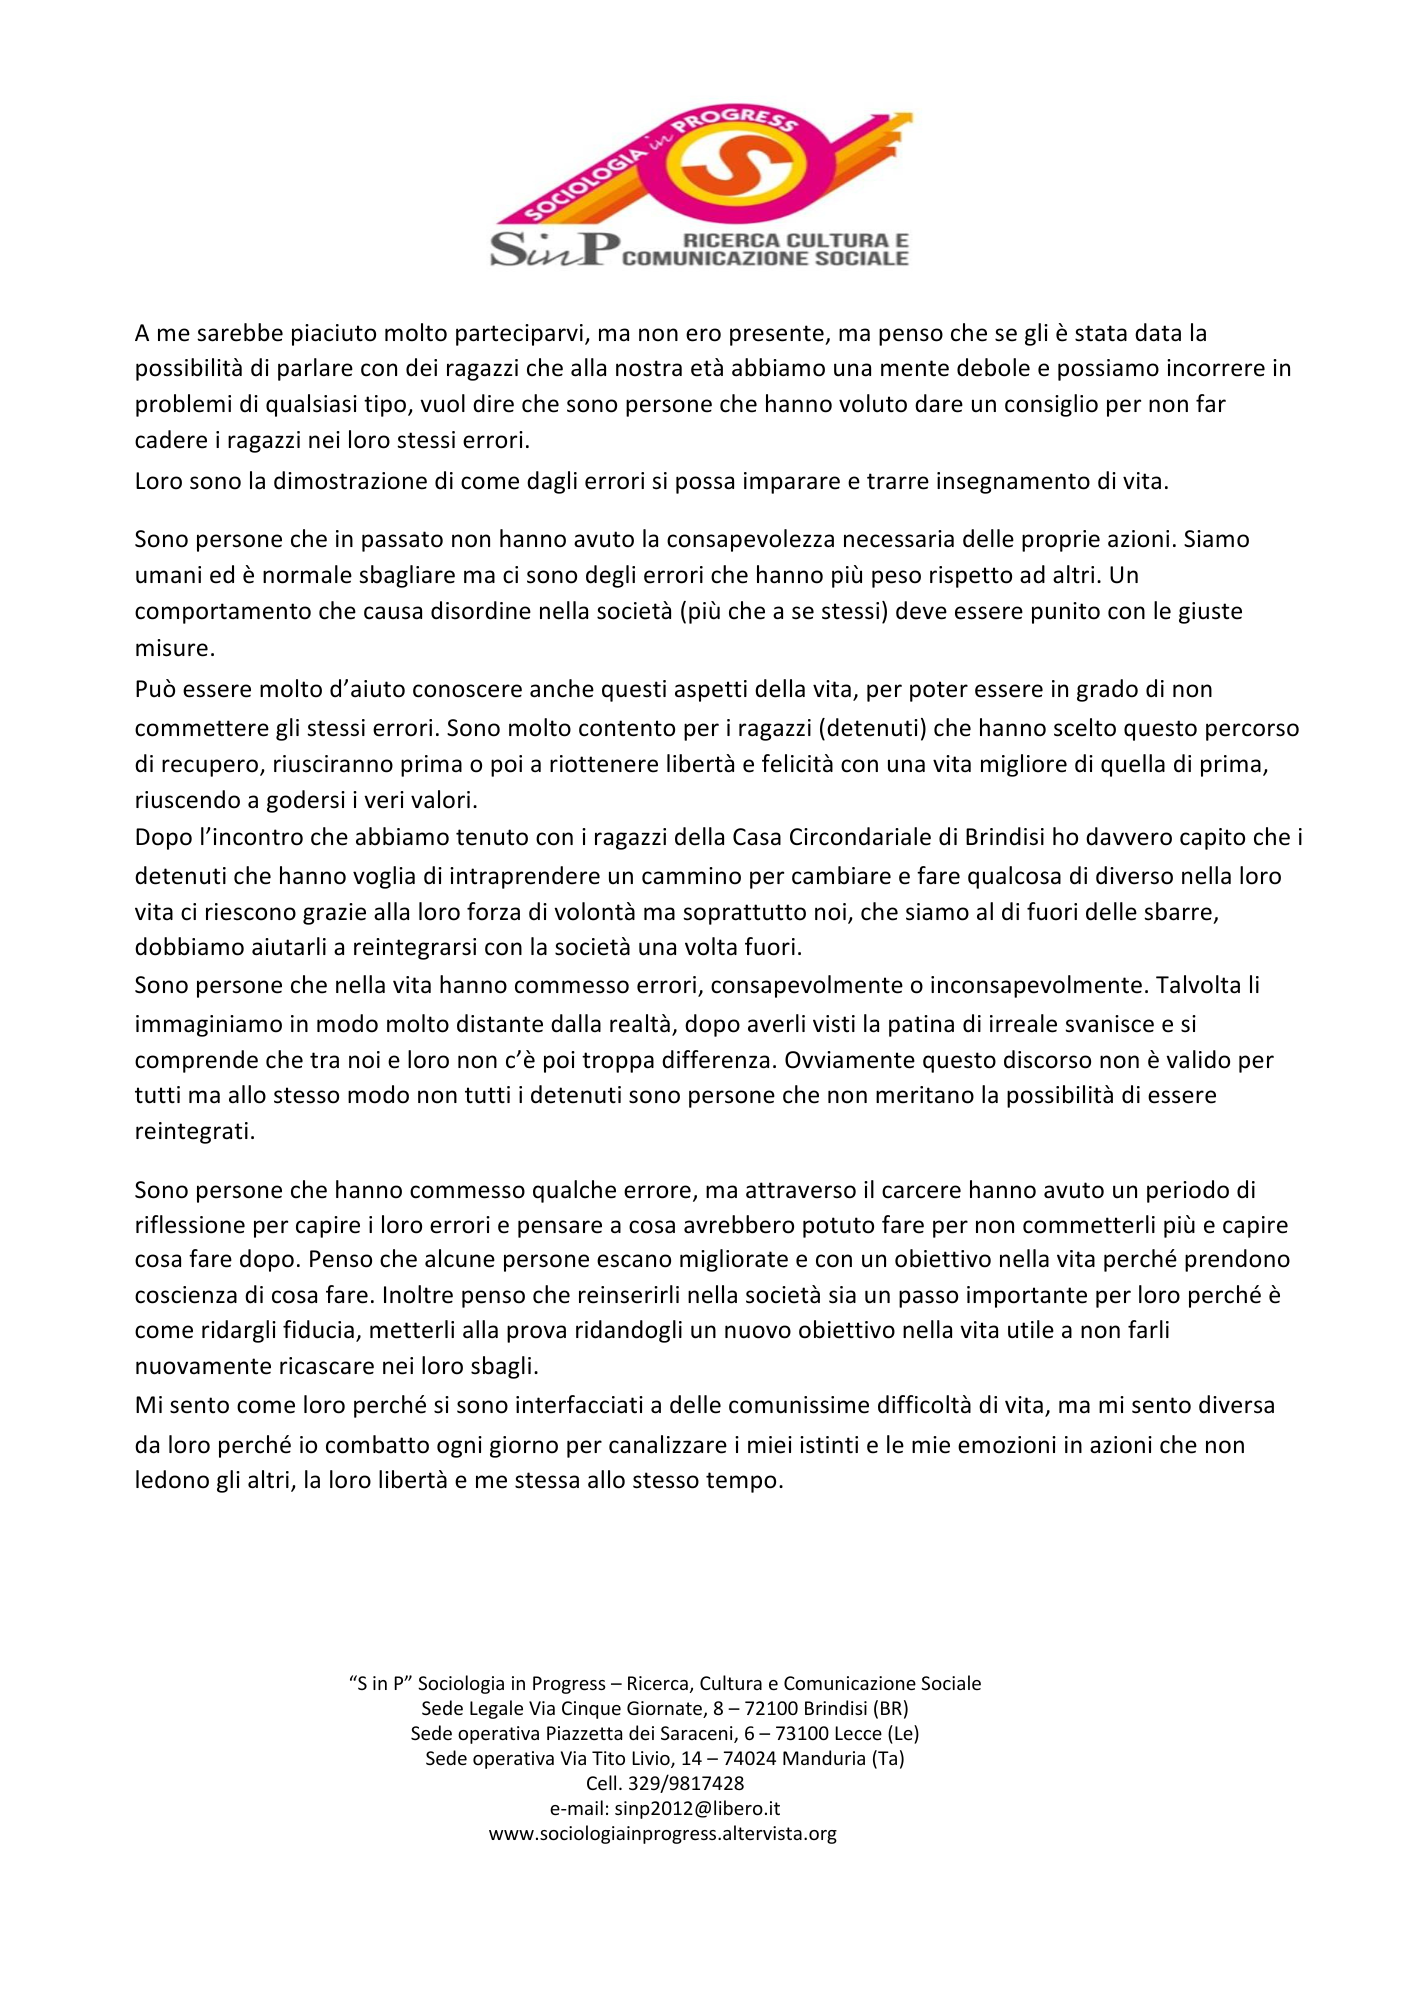 SOCIOLOGIA in PROGRESS
S
SinP RICERCA CULTURA E
COMUNICAZIONE SOCIALE
A me sarebbe piaciuto molto parteciparvi, ma non ero presente, ma penso che se gli è stata data la
possibilità di parlare con dei ragazzi che alla nostra età abbiamo una mente debole e possiamo incorrere in
problemi di qualsiasi tipo, vuol dire che sono persone che hanno voluto dare un consiglio per non far
cadere i ragazzi nei loro stessi errori.
Loro sono la dimostrazione di come dagli errori si possa imparare e trarre insegnamento di vita.
Sono persone che in passato non hanno avuto la consapevolezza necessaria delle proprie azioni. Siamo
umani ed è normale sbagliare ma ci sono degli errori che hanno più peso rispetto ad altri. Un
comportamento che causa disordine nella società (più che a se stessi) deve essere punito con le giuste
misure.
Può essere molto d’aiuto conoscere anche questi aspetti della vita, per poter essere in grado di non
commettere gli stessi errori. Sono molto contento per i ragazzi (detenuti) che hanno scelto questo percorso
di recupero, riusciranno prima o poi a riottenere libertà e felicità con una vita migliore di quella di prima,
riuscendo a godersi i veri valori.
Dopo l’incontro che abbiamo tenuto con i ragazzi della Casa Circondariale di Brindisi ho davvero capito che i
detenuti che hanno voglia di intraprendere un cammino per cambiare e fare qualcosa di diverso nella loro
vita ci riescono grazie alla loro forza di volontà ma soprattutto noi, che siamo al di fuori delle sbarre,
dobbiamo aiutarli a reintegrarsi con la società una volta fuori.
Sono persone che nella vita hanno commesso errori, consapevolmente o inconsapevolmente. Talvolta li
immaginiamo in modo molto distante dalla realtà, dopo averli visti la patina di irreale svanisce e si
comprende che tra noi e loro non c’è poi troppa differenza. Ovviamente questo discorso non è valido per
tutti ma allo stesso modo non tutti i detenuti sono persone che non meritano la possibilità di essere
reintegrati.
Sono persone che hanno commesso qualche errore, ma attraverso il carcere hanno avuto un periodo di
riflessione per capire i loro errori e pensare a cosa avrebbero potuto fare per non commetterli più e capire
cosa fare dopo. Penso che alcune persone escano migliorate e con un obiettivo nella vita perché prendono
coscienza di cosa fare. Inoltre penso che reinserirli nella società sia un passo importante per loro perché è
come ridargli fiducia, metterli alla prova ridandogli un nuovo obiettivo nella vita utile a non farli
nuovamente ricascare nei loro sbagli.
Mi sento come loro perché si sono interfacciati a delle comunissime difficoltà di vita, ma mi sento diversa
da loro perché io combatto ogni giorno per canalizzare i miei istinti e le mie emozioni in azioni che non
ledono gli altri, la loro libertà e me stessa allo stesso tempo.
“S in P” Sociologia in Progress – Ricerca, Cultura e Comunicazione Sociale
Sede Legale Via Cinque Giornate, 8 – 72100 Brindisi (BR)
Sede operativa Piazzetta dei Saraceni, 6 – 73100 Lecce (Le)
Sede operativa Via Tito Livio, 14 – 74024 Manduria (Ta)
Cell. 329/9817428
e-mail: sinp2012@libero.it
www.sociologiainprogress.altervista.org